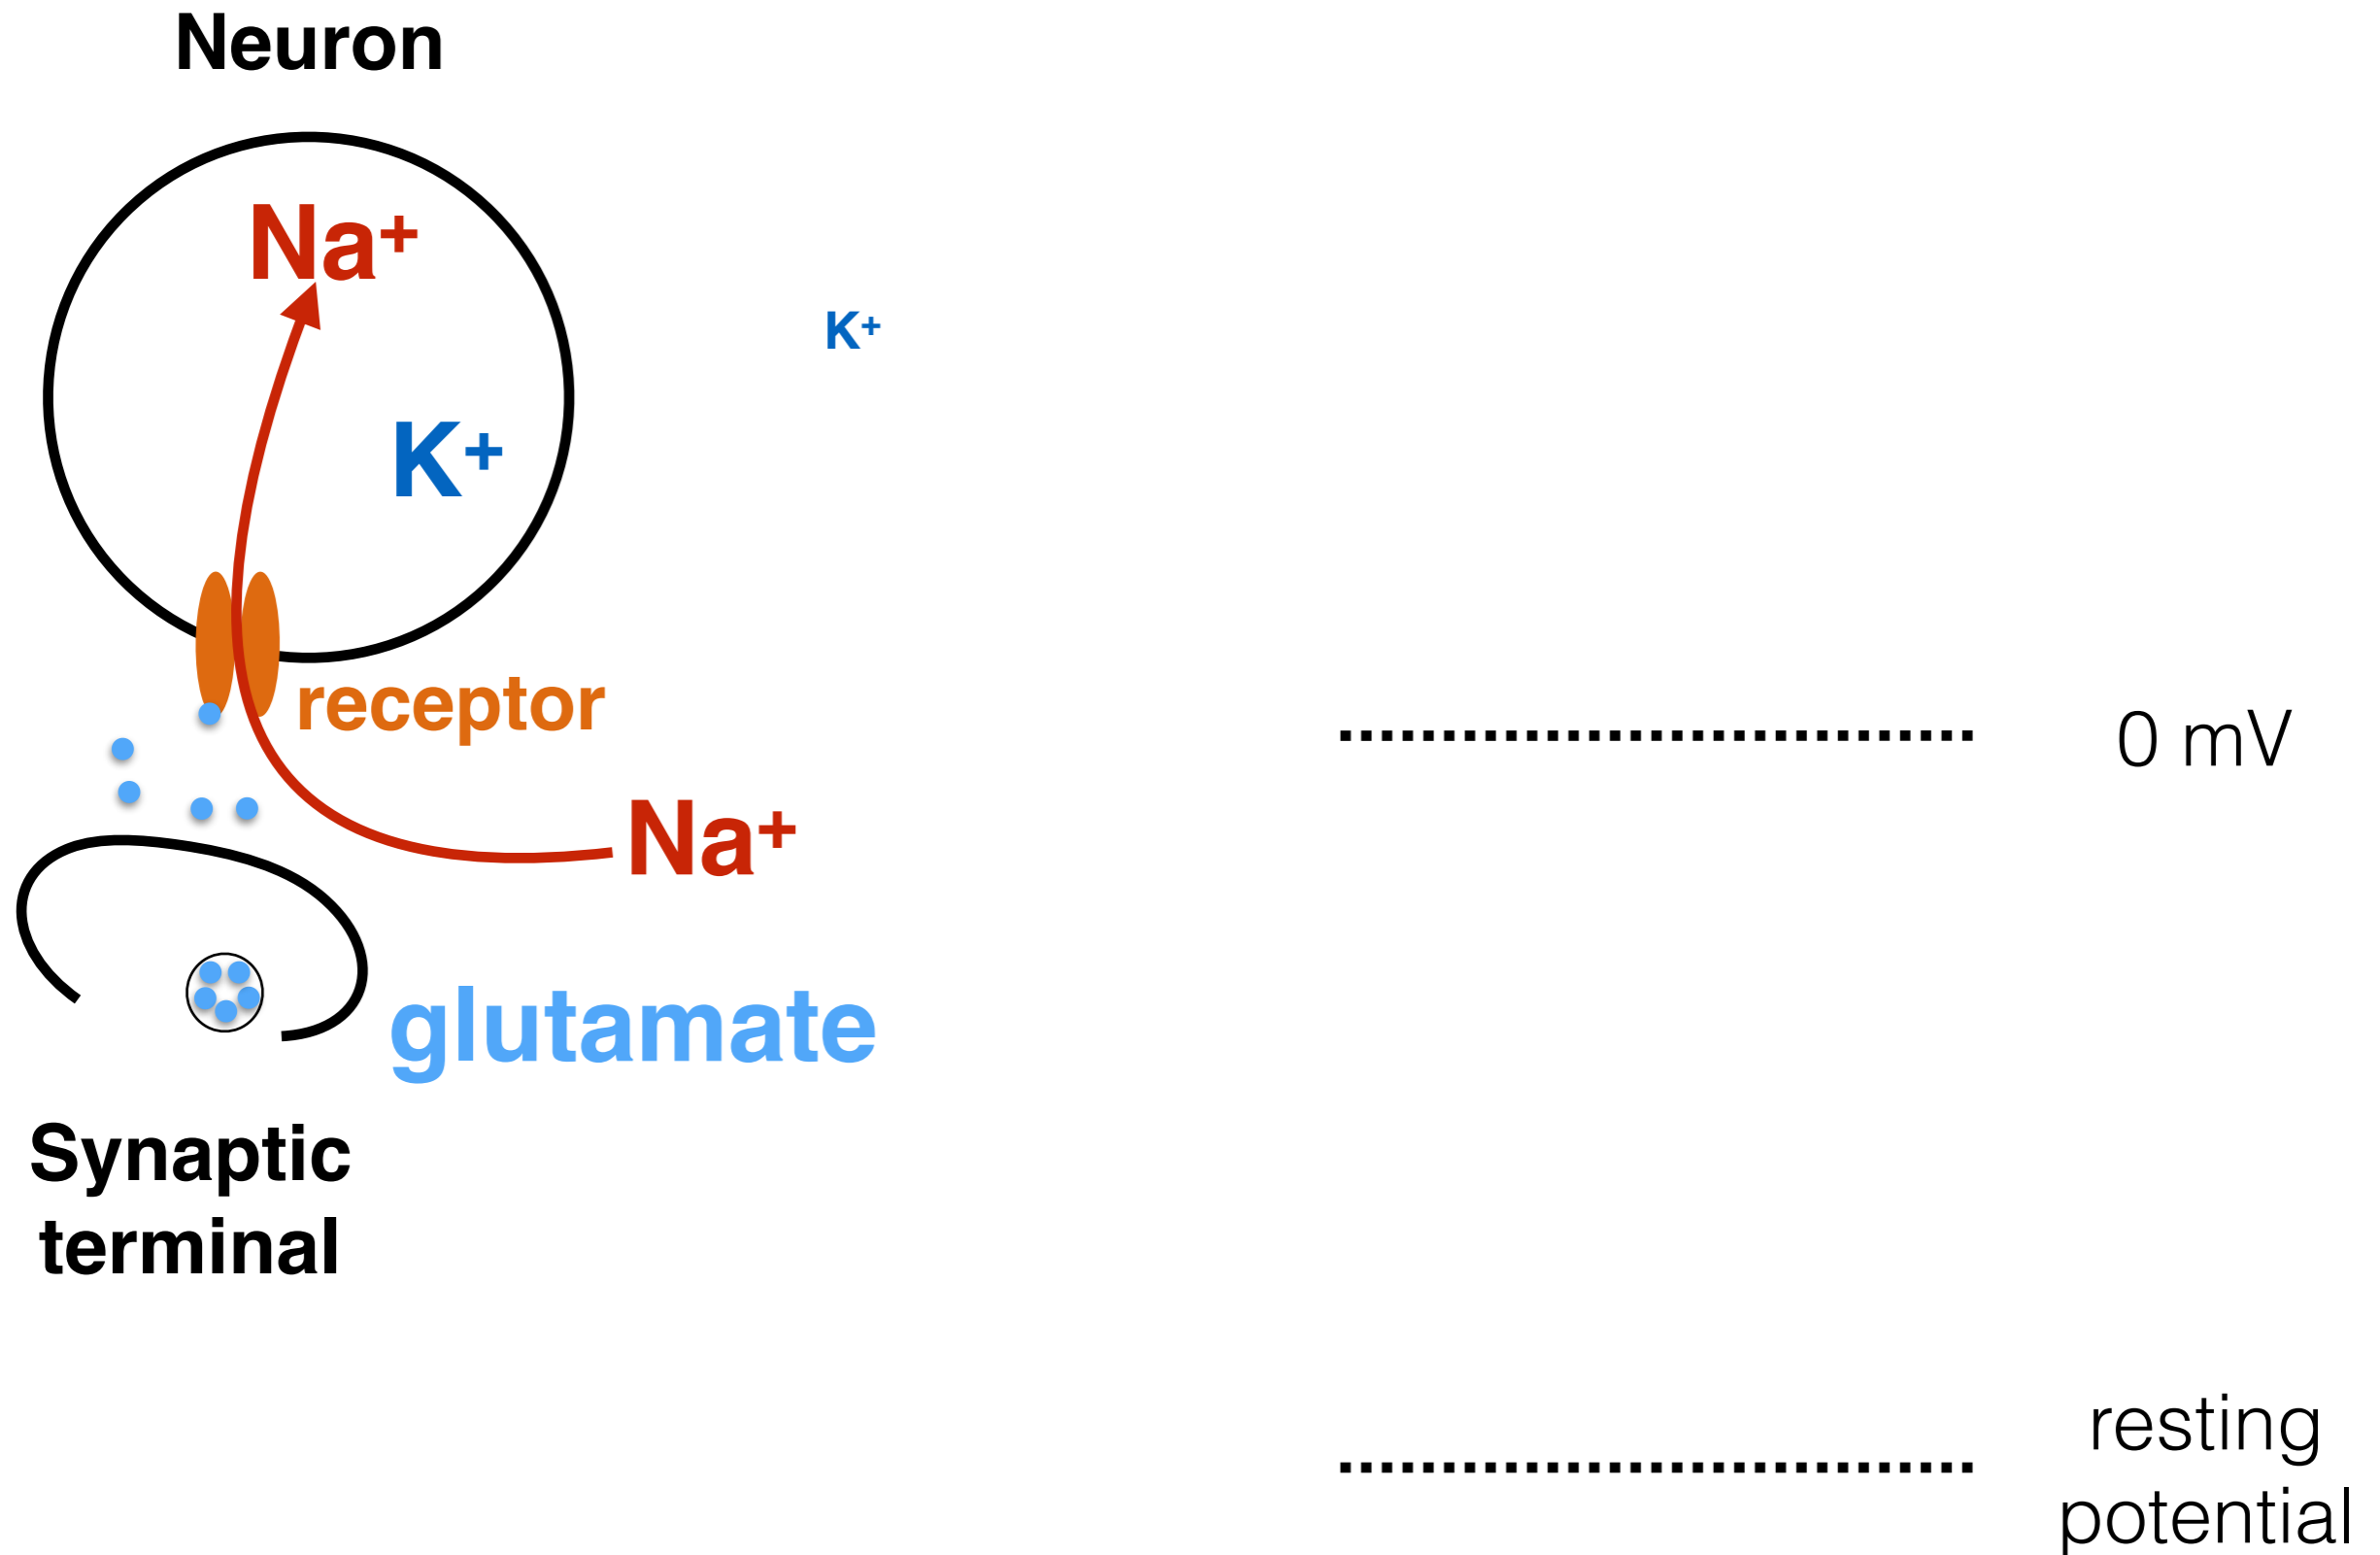 Neuron
Na⁺
K⁺
K⁺
receptor
0 mV
Na⁺
glutamate
Synaptic
terminal
resting
potential